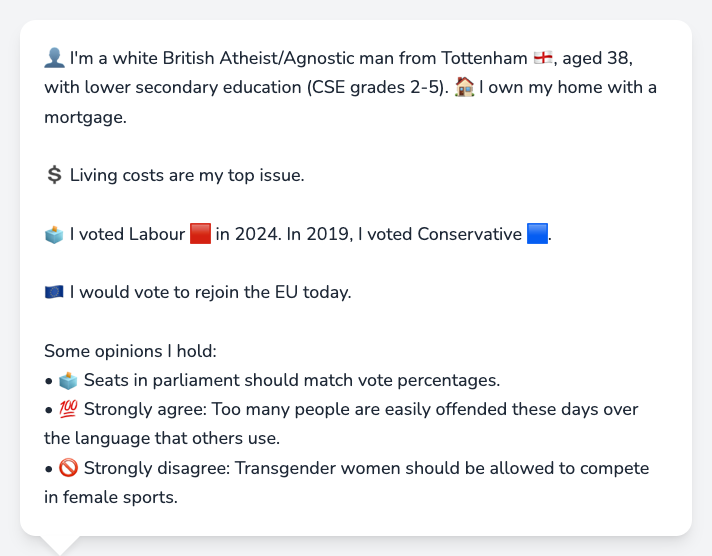 👤 I'm a white British Atheist/Agnostic man from Tottenham 🏴󠁧󠁢󠁥󠁮󠁧󠁿, aged 38,
with lower secondary education (CSE grades 2-5). 🏠 I own my home with a
mortgage.
💲 Living costs are my top issue.
🗳️ I voted Labour 🟥 in 2024. In 2019, I voted Conservative 🟦.
🇪🇺 I would vote to rejoin the EU today.
Some opinions I hold:
• 🗳️ Seats in parliament should match vote percentages.
• 💯 Strongly agree: Too many people are easily offended these days over
the language that others use.
• 🚫 Strongly disagree: Transgender women should be allowed to compete
in female sports.